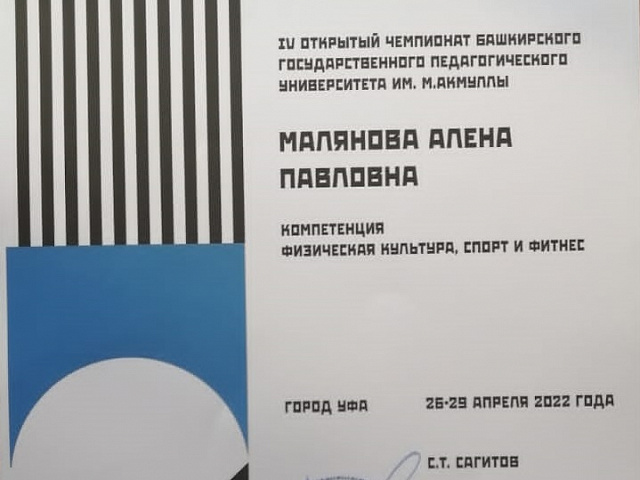 IV ОТКРЫТЫЙ ЧЕМПИОНАТ БАШКИРСКОГО
ГОСУДАРСТВЕННОГО ПЕДАГОГИЧЕСКОГО
УНИВЕРСИТЕТА ИМ. М.АКМУЛЛЫ
МАЛЯНОВА АЛЕНА
ПАВЛОВНА
КОМПЕТЕНЦИЯ
ФИЗИЧЕСКАЯ КУЛЬТУРА, СПОРТ И ФИТНЕС
ГОРОД УФА 26-29 АПРЕЛЯ 2022 ГОДА
С.Т. САГИТОВ